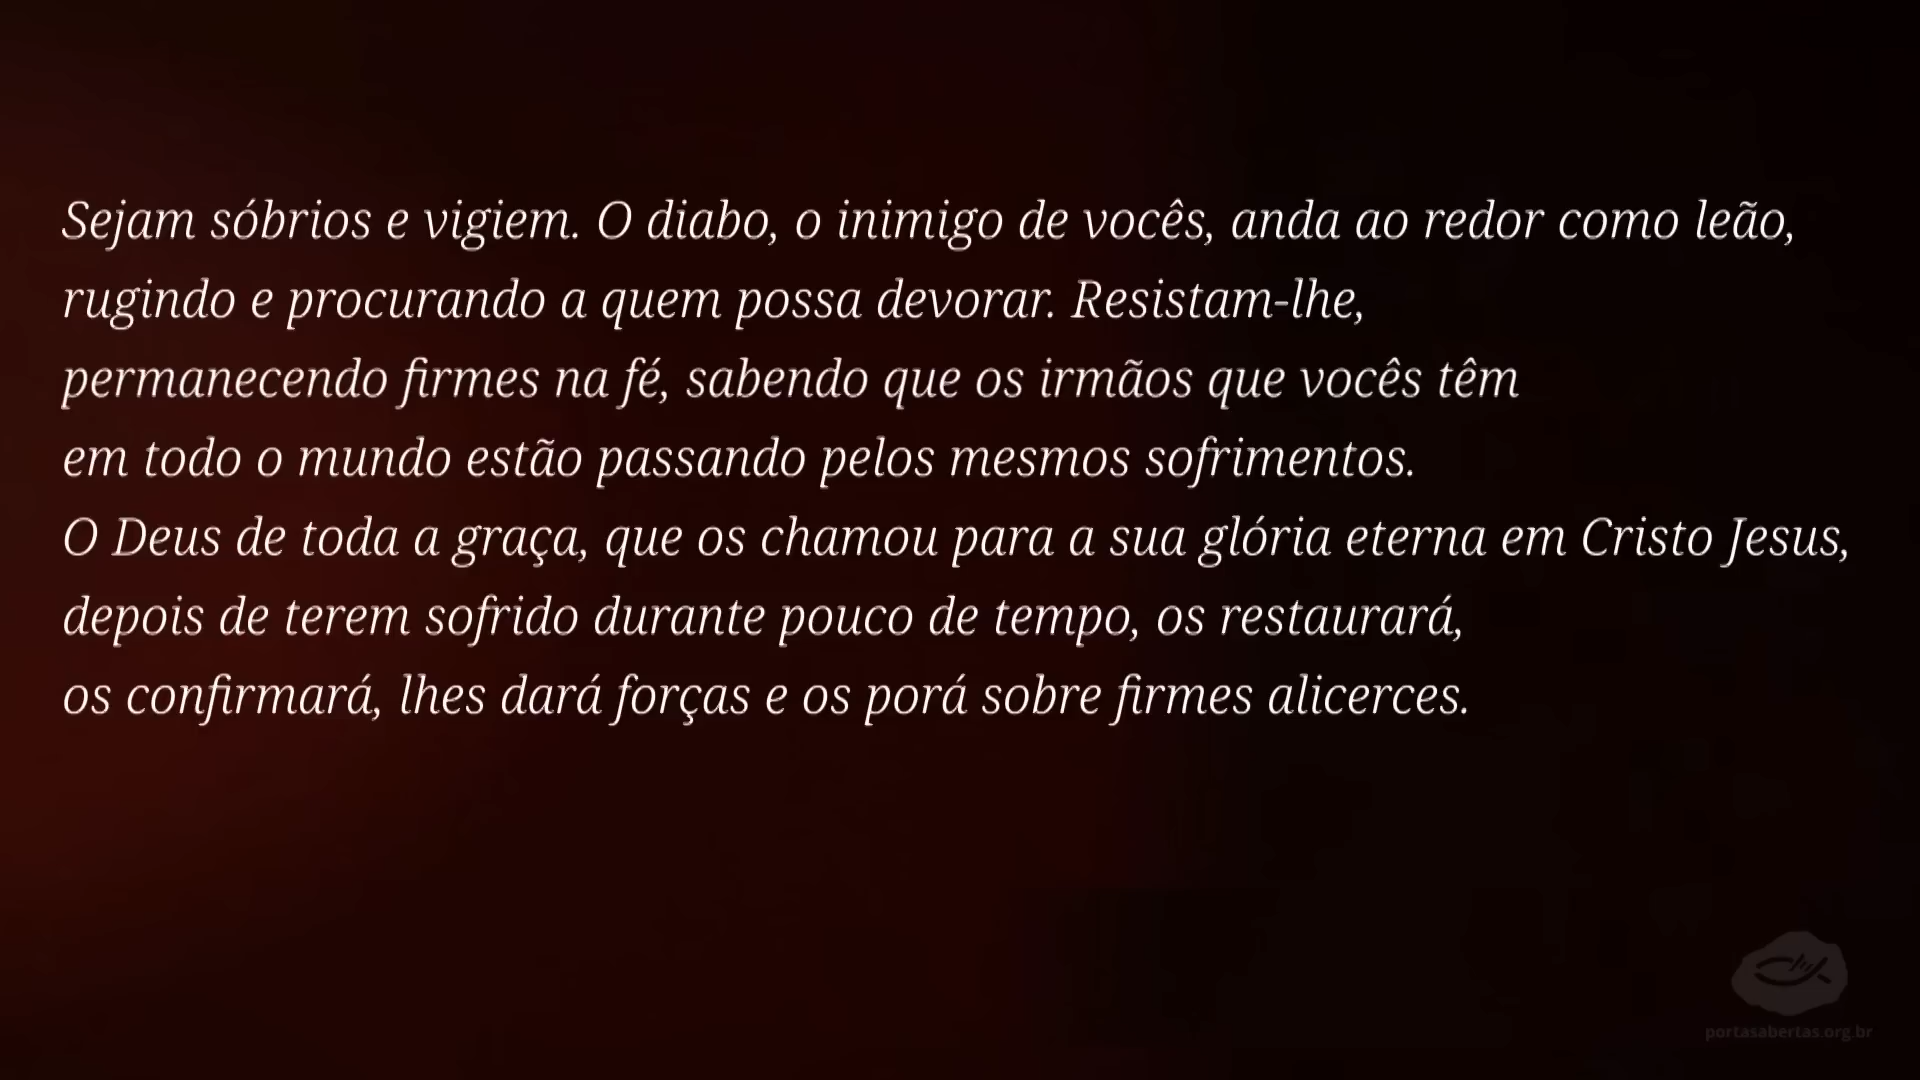 Sejam sóbrios e vigiem. O diabo, o inimigo de vocês, anda ao redor como leão,
rugindo e procurando a quem possa devorar. Resistam-lhe,
permanecendo firmes na fé, sabendo que os irmãos que vocês têm
em todo o mundo estão passando pelos mesmos sofrimentos.
O Deus de toda a graça, que os chamou para a sua glória eterna em Cristo Jesus,
depois de terem sofrido durante pouco de tempo, os restaurará,
os confirmará, lhes dará forças e os porá sobre firmes alicerces.
portasabertas.org.br